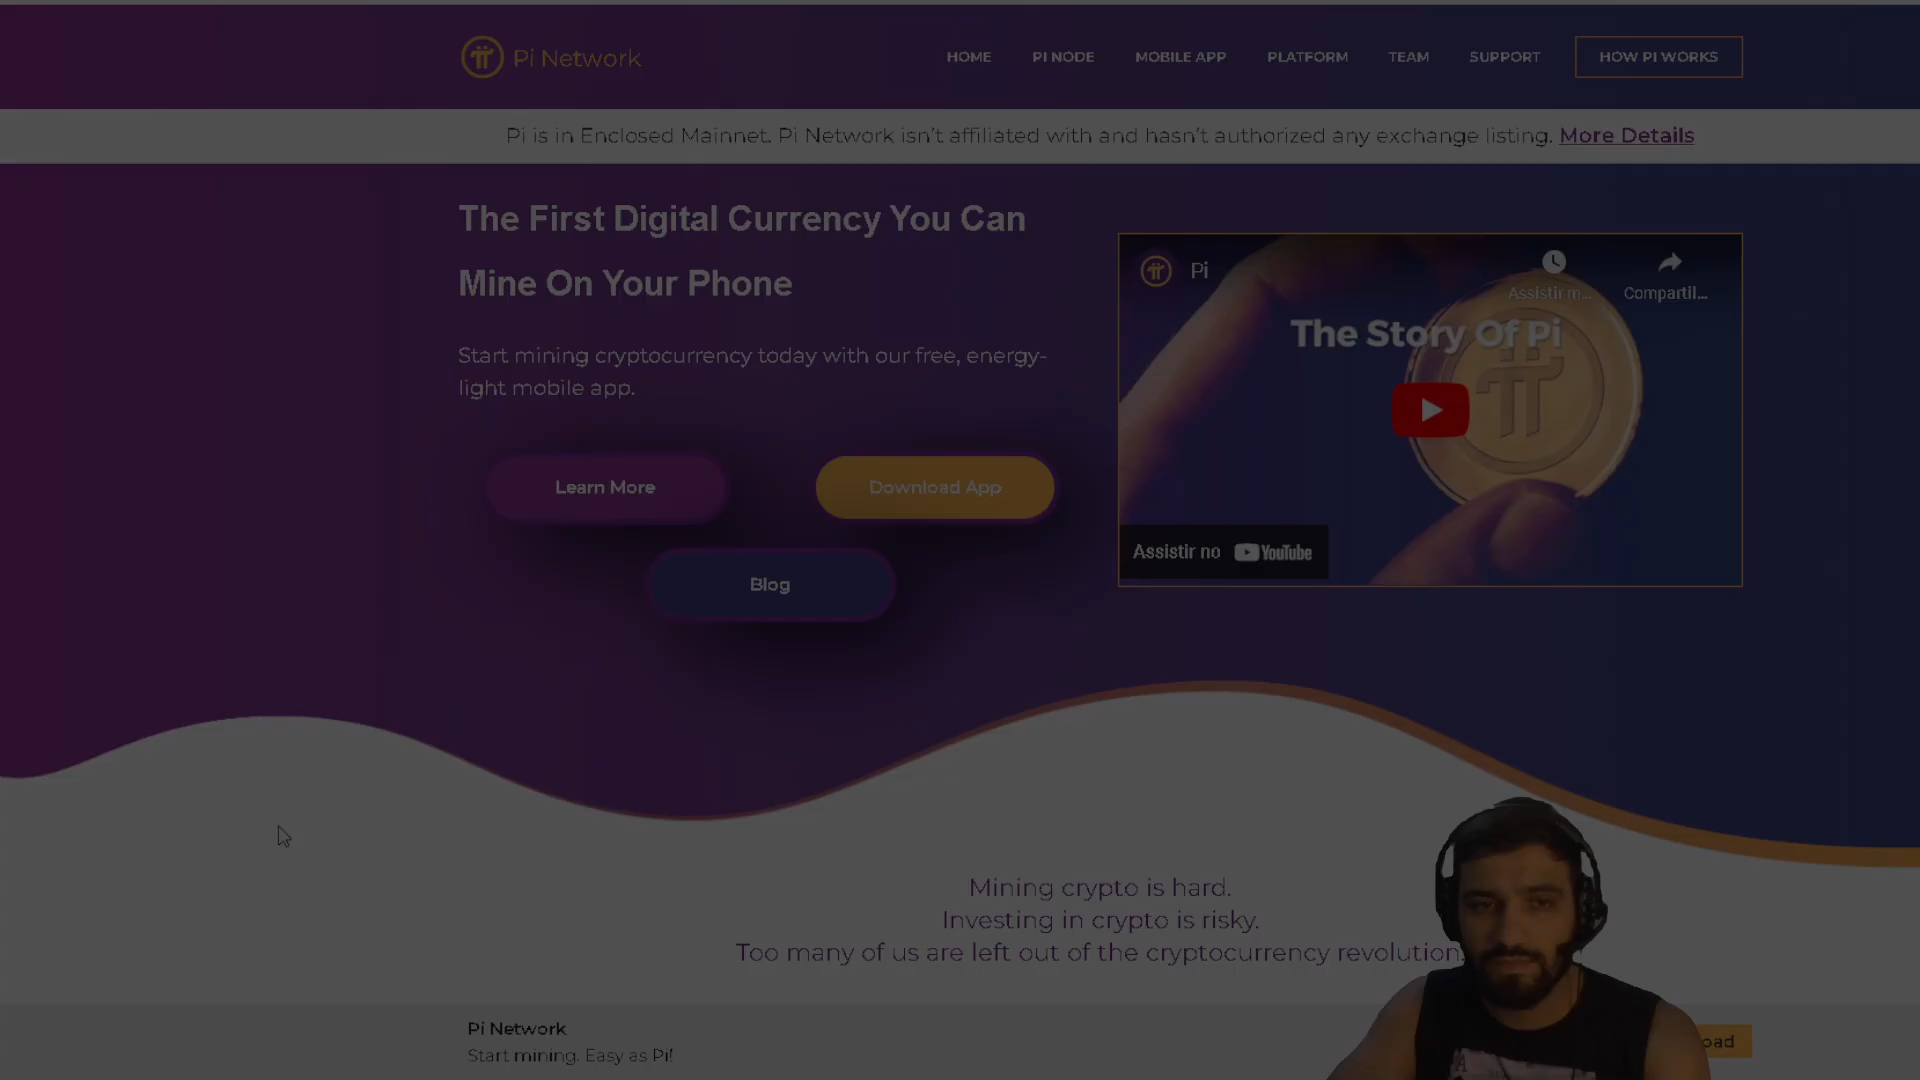 Pi Network
HOME PI NODE MOBILE APP PLATFORM TEAM SUPPORT HOW PI WORKS
Pi is in Enclosed Mainnet. Pi Network isn't affiliated with and hasn't authorized any exchange listing. More Details
The First Digital Currency You Can
Mine On Your Phone
Start mining cryptocurrency today with our free, energy-
light mobile app.
Learn More
Download App
Blog
Pi
Assistir m...
Compartil...
The Story Of Pi
Assistir no YouTube
Mining crypto is hard.
Investing in crypto is risky.
Too many of us are left out of the cryptocurrency revolution.
Pi Network
Start mining. Easy as Pi!